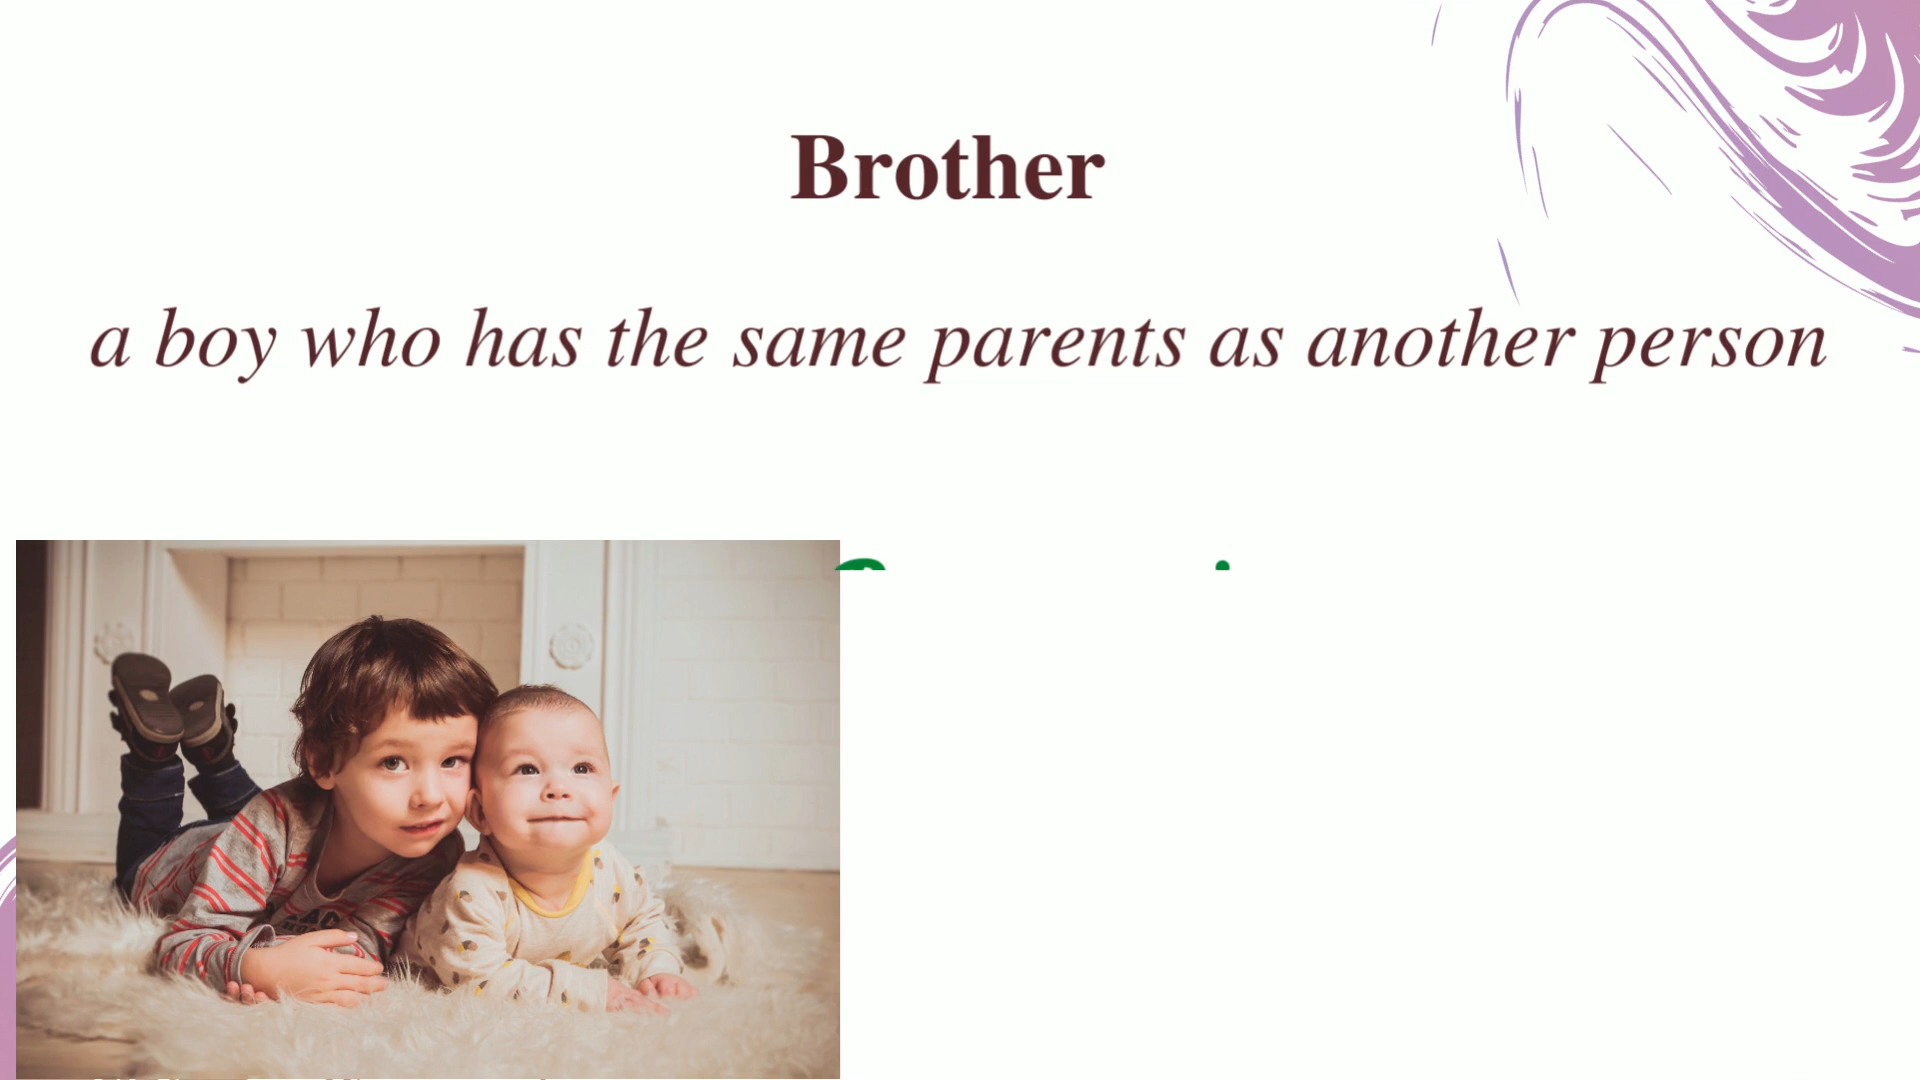 Brother
a boy who has the same parents as another person